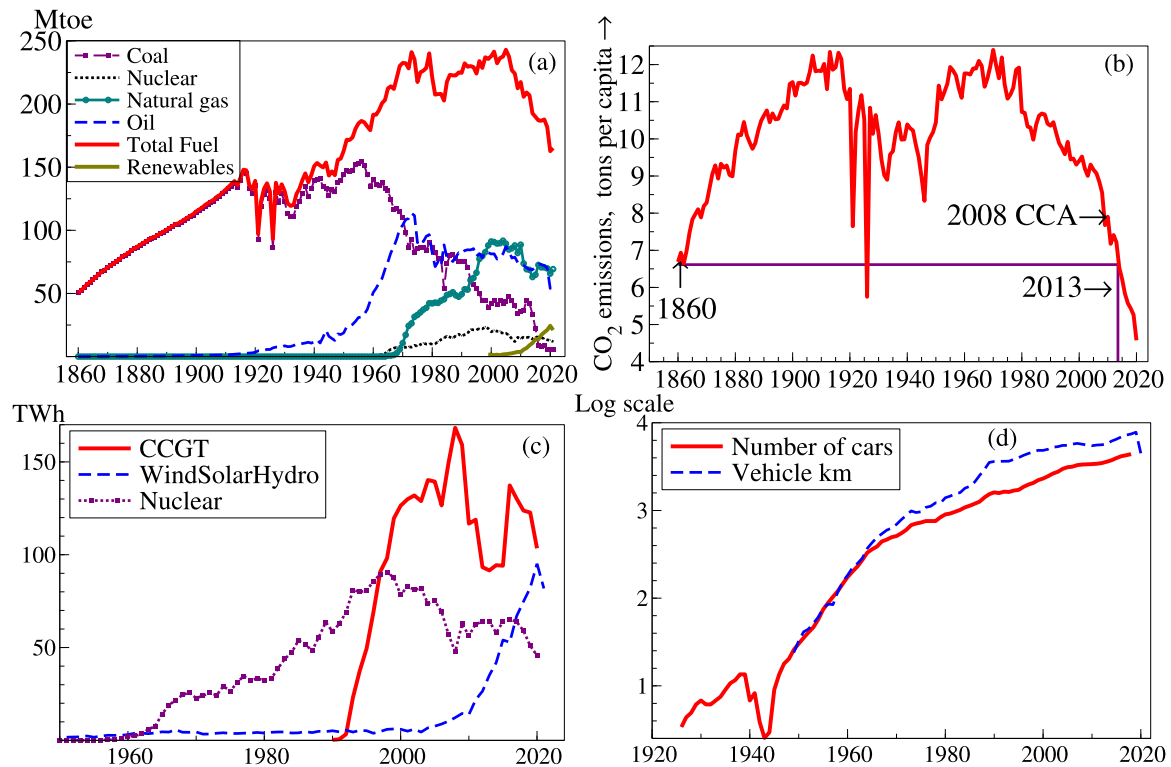 Mtoe
250
200
150
100
50
Coal
Nuclear
Natural gas
Oil
Total Fuel
Renewables
(a)
1860 1880 1900 1920 1940 1960 1980 2000 2020
CO2 emissions, tons per capita →
12
11
10
9
8
7
6
5
4
(b)
2008 CCA→
2013→
1860
1860 1880 1900 1920 1940 1960 1980 2000 2020
TWh
150
100
50
CCGT
WindSolarHydro
Nuclear
(c)
1960 1980 2000 2020
Log scale
4
3
2
1
Number of cars
Vehicle km
(d)
1920 1940 1960 1980 2000 2020